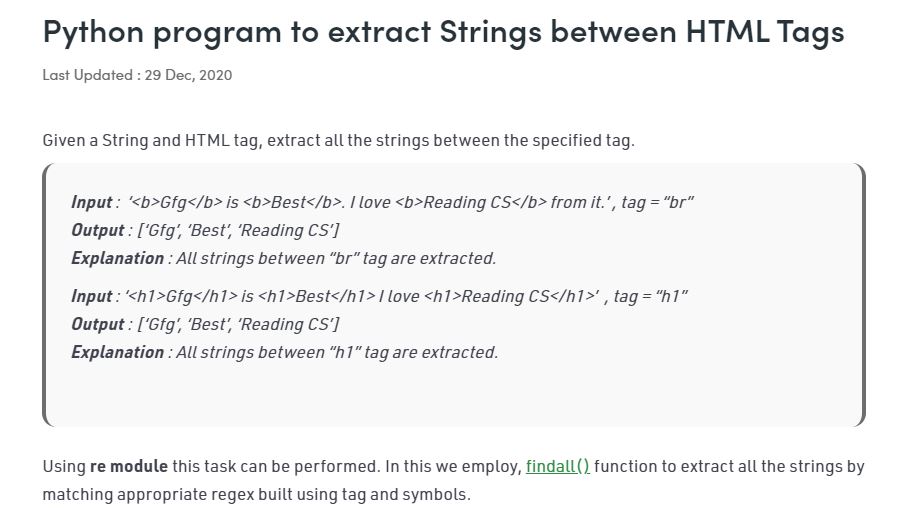 Python program to extract Strings between HTML Tags
Last Updated : 29 Dec, 2020
Given a String and HTML tag, extract all the strings between the specified tag.
Input : '<b>Gfg</b> is <b>Best</b>. I love <b>Reading CS</b> from it.' , tag = “br”
Output : [‘Gfg’, ‘Best’, ‘Reading CS’]
Explanation : All strings between “br” tag are extracted.
Input : ‘<h1>Gfg</h1> is <h1>Best</h1> I love <h1>Reading CS</h1>’ , tag = “h1”
Output : [‘Gfg’, ‘Best’, ‘Reading CS’]
Explanation : All strings between “h1” tag are extracted.
Using re module this task can be performed. In this we employ, findall() function to extract all the strings by
matching appropriate regex built using tag and symbols.